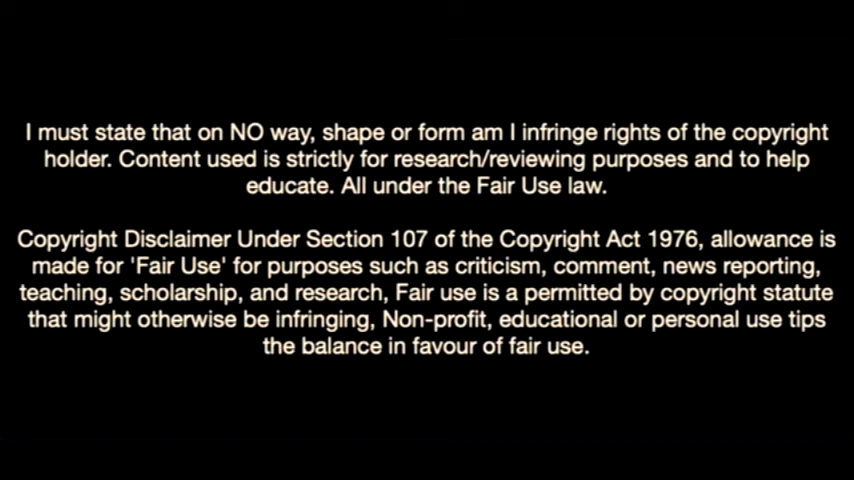 I must state that on NO way, shape or form am I infringe rights of the copyright
holder. Content used is strictly for research/reviewing purposes and to help
educate. All under the Fair Use law.
Copyright Disclaimer Under Section 107 of the Copyright Act 1976, allowance is
made for 'Fair Use' for purposes such as criticism, comment, news reporting,
teaching, scholarship, and research, Fair use is a permitted by copyright statute
that might otherwise be infringing, Non-profit, educational or personal use tips
the balance in favour of fair use.